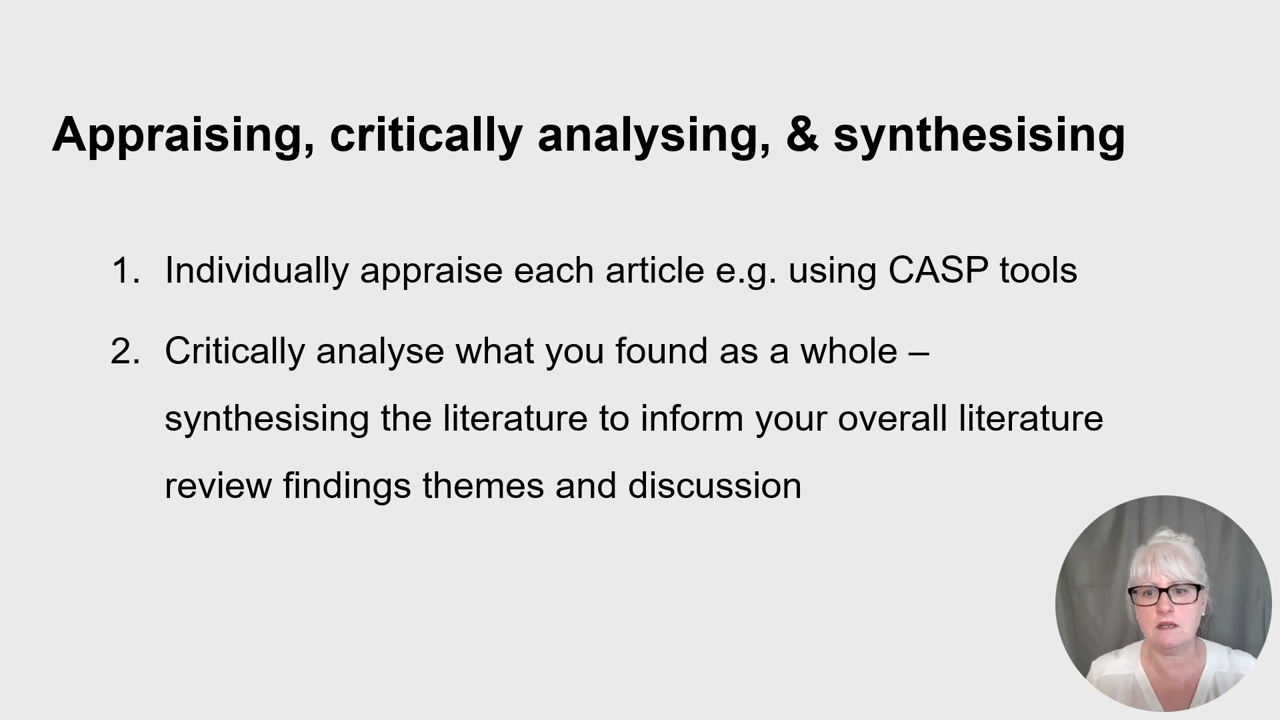 Appraising, critically analysing, & synthesising
1. Individually appraise each article e.g. using CASP tools
2. Critically analyse what you found as a whole –
synthesising the literature to inform your overall literature
review findings themes and discussion